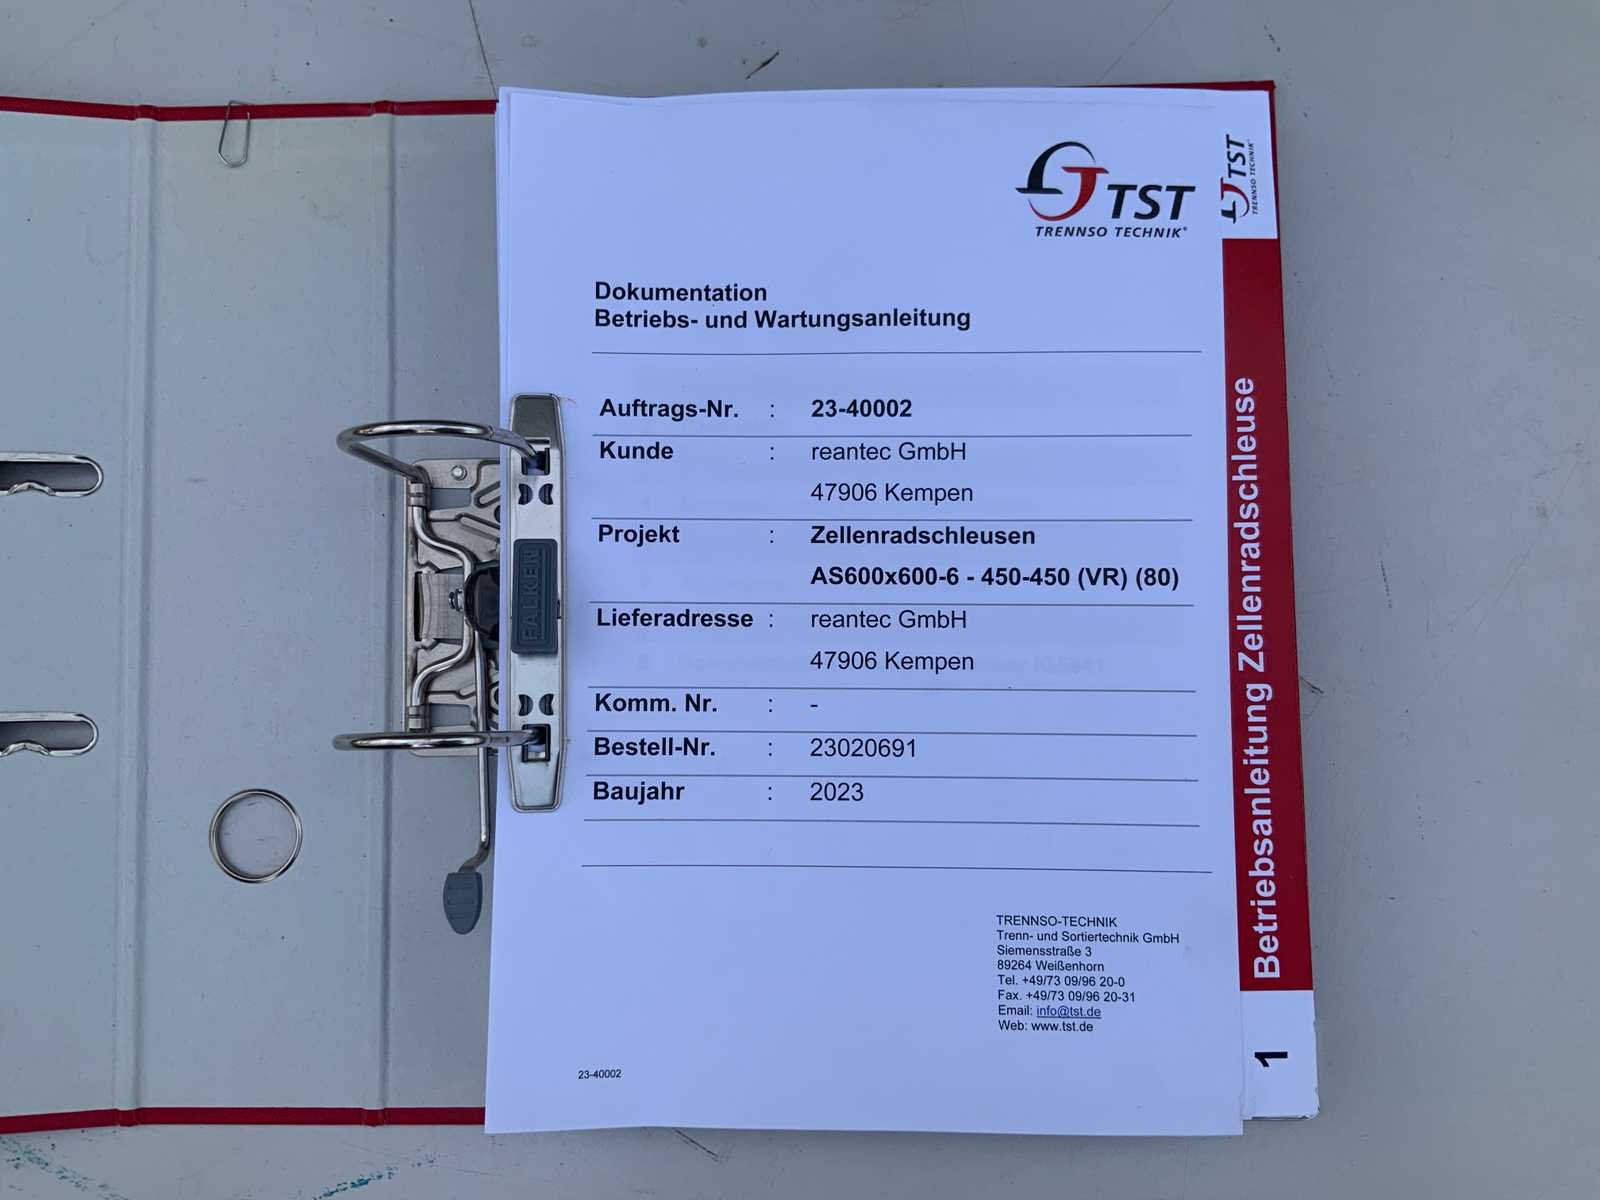 TST
TRENNSO TECHNIK®
Dokumentation
Betriebs- und Wartungsanleitung
Auftrags-Nr. : 23-40002
Kunde : reantec GmbH
47906 Kempen
Projekt : Zellenradschleusen
AS600x600-6 - 450-450 (VR) (80)
Lieferadresse : reantec GmbH
47906 Kempen
Komm. Nr. : -
Bestell-Nr. : 23020691
Baujahr : 2023
TRENNSO-TECHNIK
Trenn- und Sortiertechnik GmbH
Siemensstraße 3
89264 Weißenhorn
Tel. +49/73 09/96 20-0
Fax. +49/73 09/96 20-31
Email: info@tst.de
Web: www.tst.de
23-40002
FALKEN
TST
TRENNSO TECHNIK®
Betriebsanleitung Zellenradschleuse
1